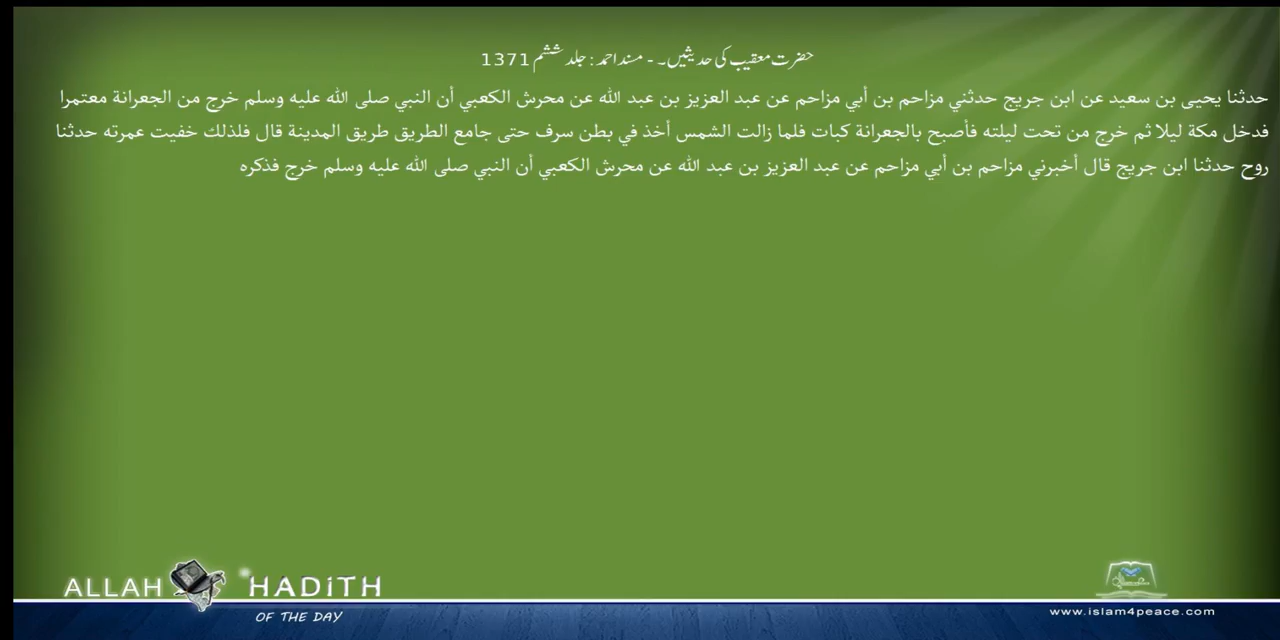 حضرت معقیب کی حدیثیں۔ - مسند احمد : جلد ششم 1371
حدثنا يحيى بن سعيد عن ابن جريج حدثني مزاحم بن أبي مزاحم عن عبد العزيز بن عبد الله عن محرش الكعبي أن النبي صلى الله عليه وسلم خرج من الجعرانة معتمرا
فدخل مكة ليلا ثم خرج من تحت ليلته فأصبح بالجعرانة كبات فلما زالت الشمس أخذ في بطن سرف حتى جامع الطريق طريق المدينة قال فلذلك خفيت عمرته حدثنا
روح حدثنا ابن جريج قال أخبرني مزاحم بن أبي مزاحم عن عبد العزيز بن عبد الله عن محرش الكعبي أن النبي صلى الله عليه وسلم خرج فذكره
ALLAH HADITH
OF THE DAY
www.islam4peace.com